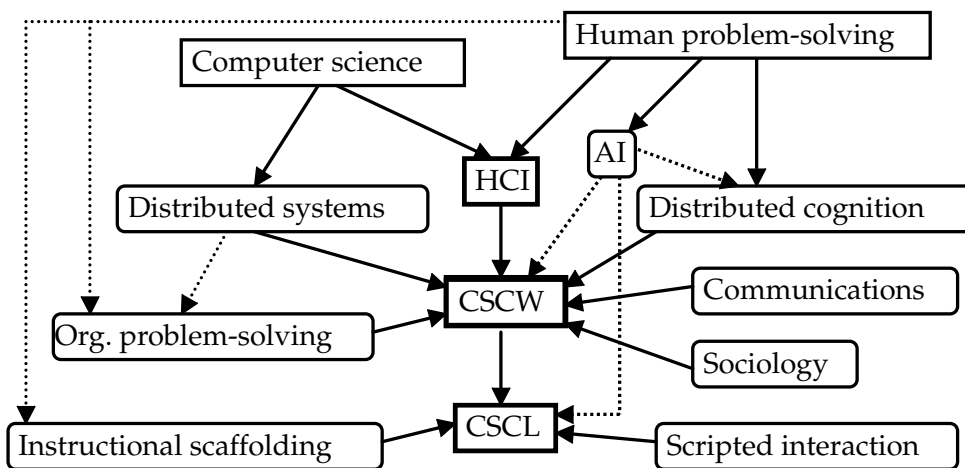 Human problem-solving
Computer science
AI
HCI
Distributed systems
Distributed cognition
CSCW
Communications
Org. problem-solving
Sociology
CSCL
Instructional scaffolding
Scripted interaction